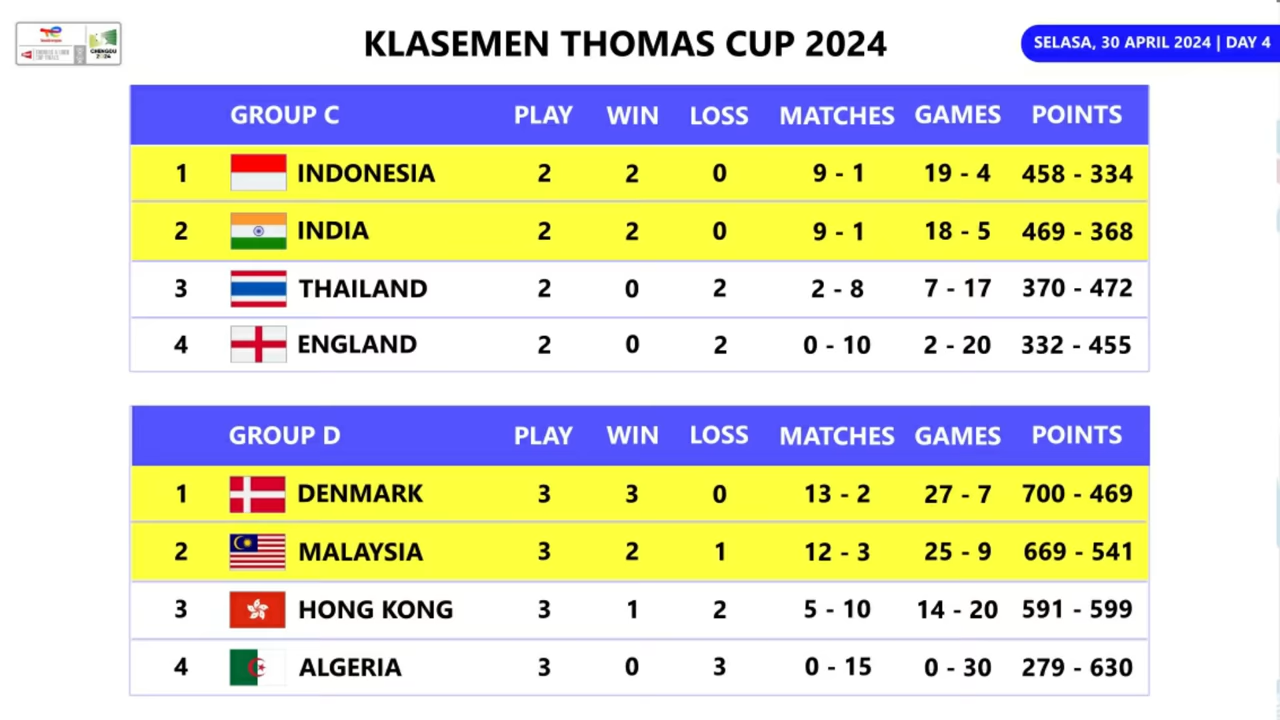 KLASEMEN THOMAS CUP 2024
SELASA, 30 APRIL 2024 | DAY 4
CHENGDU
2024
GROUP C PLAY WIN LOSS MATCHES GAMES POINTS
1 INDONESIA 2 2 0 9 - 1 19 - 4 458 - 334
2 INDIA 2 2 0 9 - 1 18 - 5 469 - 368
3 THAILAND 2 0 2 2 - 8 7 - 17 370 - 472
4 ENGLAND 2 0 2 0 - 10 2 - 20 332 - 455
GROUP D PLAY WIN LOSS MATCHES GAMES POINTS
1 DENMARK 3 3 0 13 - 2 27 - 7 700 - 469
2 MALAYSIA 3 2 1 12 - 3 25 - 9 669 - 541
3 HONG KONG 3 1 2 5 - 10 14 - 20 591 - 599
4 ALGERIA 3 0 3 0 - 15 0 - 30 279 - 630